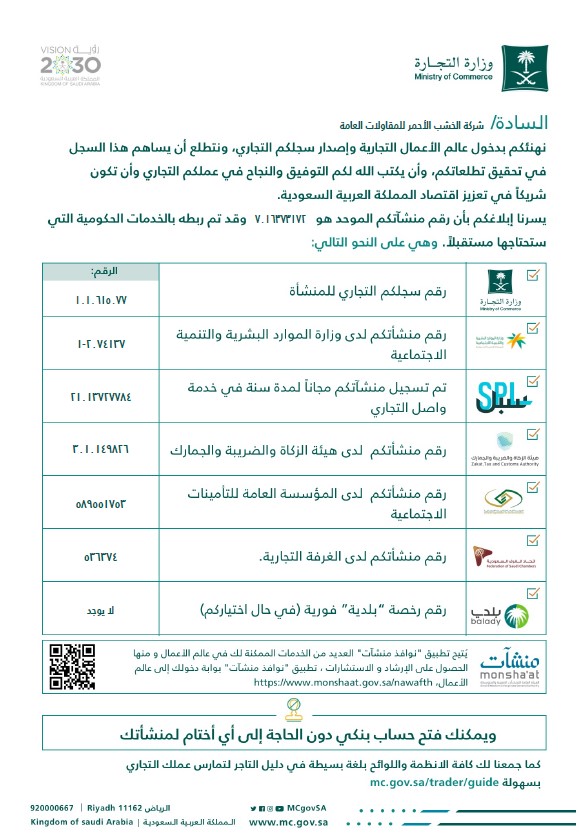 VISION رؤيـــة
2030
المملكة العربية السعودية
KINGDOM OF SAUDI ARABIA
وزارة التجارة
Ministry of Commerce
السادة/ شركة الخشب الأحمر للمقاولات العامة
نهنئكم بدخول عالم الأعمال التجارية وإصدار سجلكم التجاري، ونتطلع أن يساهم هذا السجل
في تحقيق تطلعاتكم، وأن يكتب الله لكم التوفيق والنجاح في عملكم التجاري وأن تكون
شريكاً في تعزيز اقتصاد المملكة العربية السعودية.
يسرنا إبلاغكم بأن رقم منشآتكم الموحد هو ٧٠١٦٣٧٣١٧٢ وقد تم ربطه بالخدمات الحكومية التي
ستحتاجها مستقبلاً. وهي على النحو التالي:
الرقم:
وزارة التجارة
Ministry of Commerce
رقم سجلكم التجاري للمنشأة
١٠١٠٦١٥٠٧٧
رقم منشأتكم لدى وزارة الموارد البشرية والتنمية
الاجتماعية
١-٢٠٧٤١٣٧
SPL سبل
تم تسجيل منشآتكم مجاناً لمدة سنة في خدمة
واصل التجاري
٢١٠١٣٧٢٧٧٨٤
هيئة الزكاة والضريبة والجمارك
Zakat, Tax and Customs Authority
رقم منشأتكم لدى هيئة الزكاة والضريبة والجمارك
٣٠١٠١٤٩٨٢٦
رقم منشأتكم لدى المؤسسة العامة للتأمينات
الاجتماعية
٥٨٩٥٥١٧٥٣
اتحاد الغرف السعودية
Federation of Saudi Chambers
رقم منشأتكم لدى الغرفة التجارية.
٥٣٦٣٧٤
بلدي
balady
رقم رخصة “بلدية” فورية (في حال اختياركم)
لا يوجد
منشآت
monsha'at
يُتيح تطبيق "نوافذ منشآت" العديد من الخدمات الممكنة لك في عالم الأعمال و منها
الحصول على الإرشاد و الاستشارات ، تطبيق "نوافذ منشآت" بوابة دخولك إلى عالم
الأعمال، https://www.monshaat.gov.sa/nawafth
ويمكنك فتح حساب بنكي دون الحاجة إلى أي أختام لمنشأتك
كما جمعنا لك كافة الانظمة واللوائح بلغة بسيطة في دليل التاجر لتمارس عملك التجاري
بسهولة mc.gov.sa/trader/guide
920000667 | Riyadh 11162 الرياض
Kingdom of saudi Arabia | المملكة العربية السعودية
MCgovSA
www.mc.gov.sa